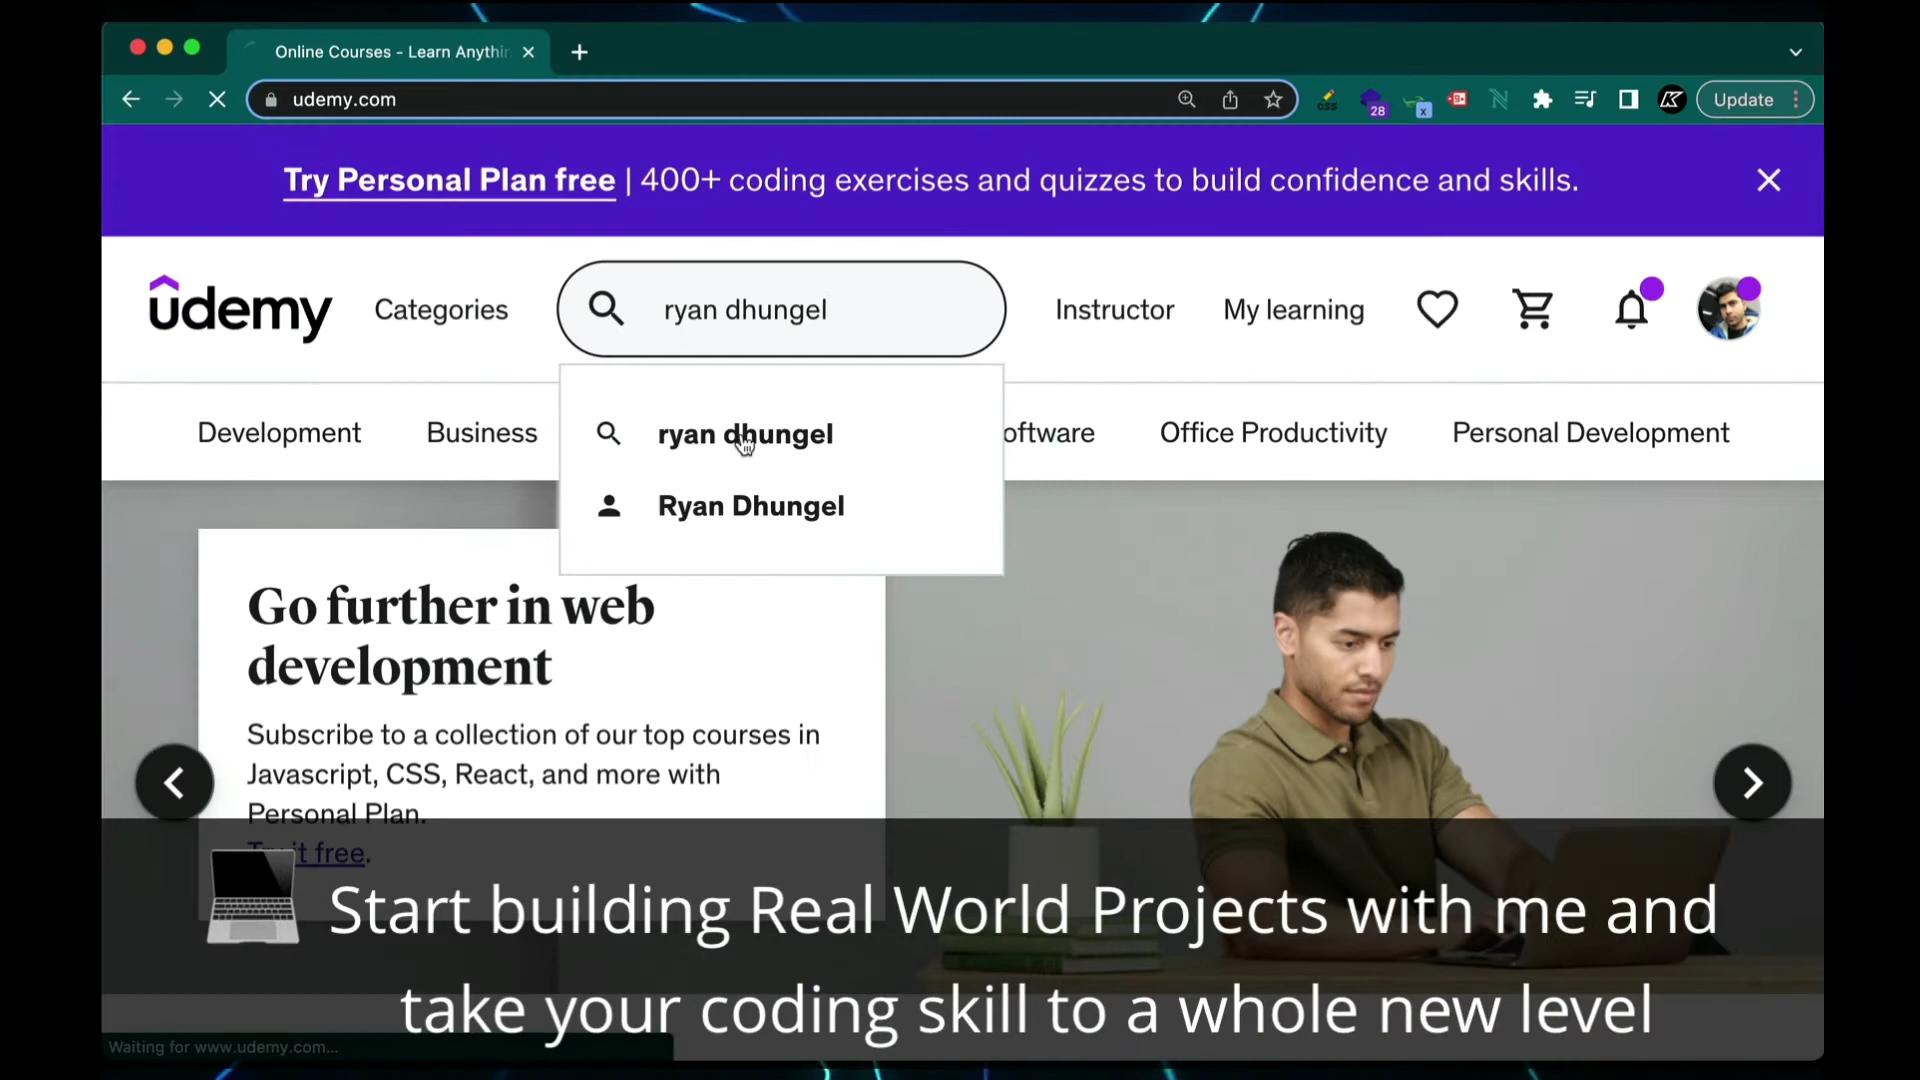 Online Courses - Learn Anythin
udemy.com
css
28
x
Update
Try Personal Plan free | 400+ coding exercises and quizzes to build confidence and skills.
udemy
Categories
ryan dhungel
Instructor
My learning
Development
Business
ryan dhungel
oftware
Office Productivity
Personal Development
Ryan Dhungel
Go further in web
development
Subscribe to a collection of our top courses in
Javascript, CSS, React, and more with
Personal Plan.
it free.
Start building Real World Projects with me and
take your coding skill to a whole new level
Waiting for www.udemy.com...